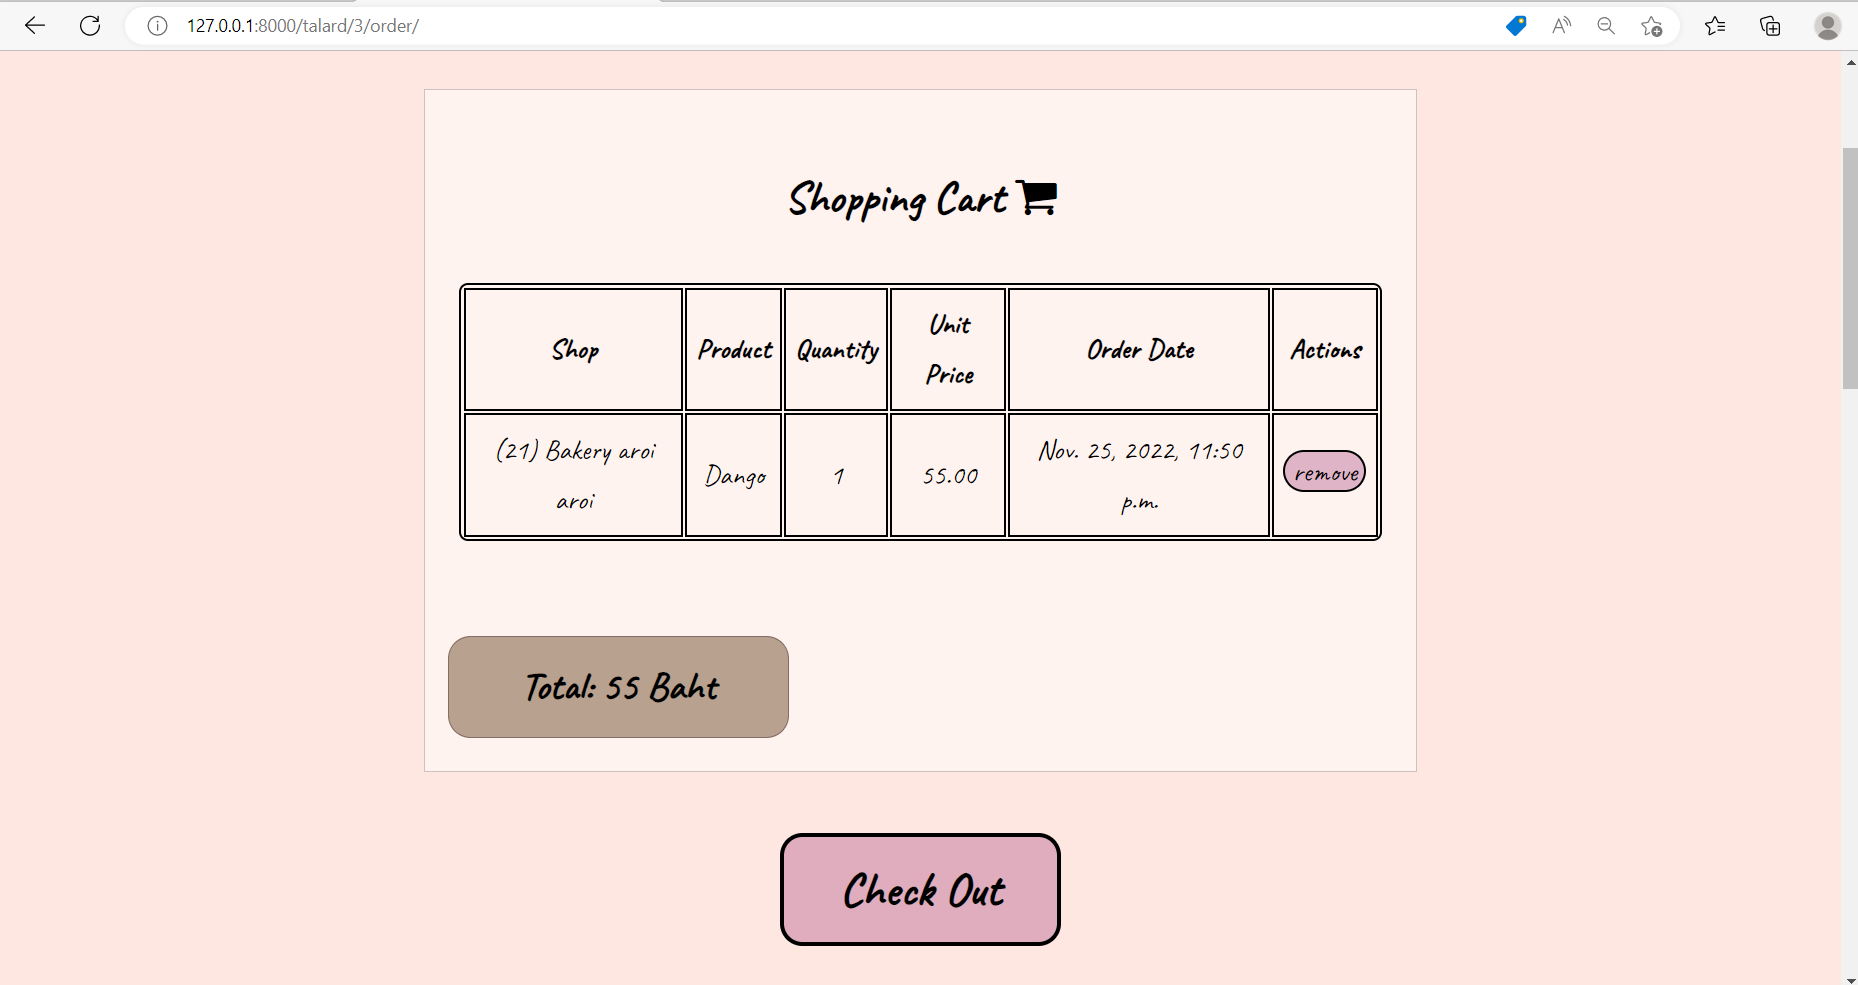 127.0.0.1:8000/talard/3/order/
Shopping Cart
Shop Product Quantity Unit Price Order Date Actions
(21) Bakery aroi aroi Dango 1 55.00 Nov. 25, 2022, 11:50 p.m. remove
Total: 55 Baht
Check Out